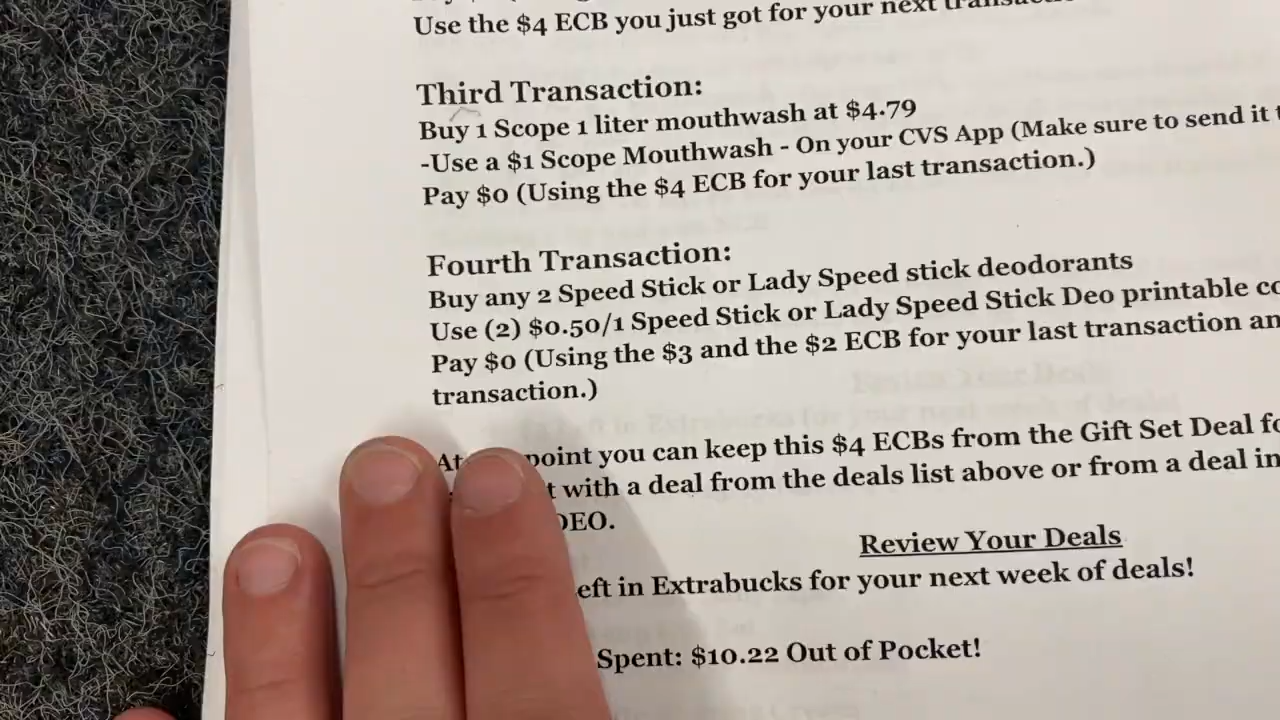 Use the $4 ECB you just got for your next
Third Transaction:
Buy 1 Scope 1 liter mouthwash at $4.79
-Use a $1 Scope Mouthwash - On your CVS App (Make sure to send it
Pay $0 (Using the $4 ECB for your last transaction.)
Fourth Transaction:
Buy any 2 Speed Stick or Lady Speed stick deodorants
Use (2) $0.50/1 Speed Stick or Lady Speed Stick Deo printable
Pay $0 (Using the $3 and the $2 ECB for your last transaction
transaction.)
At point you can keep this $4 ECBs from the Gift Set Deal
with a deal from the deals list above or from a deal in
Review Your Deals
in Extrabucks for your next week of deals!
Spent: $10.22 Out of Pocket!